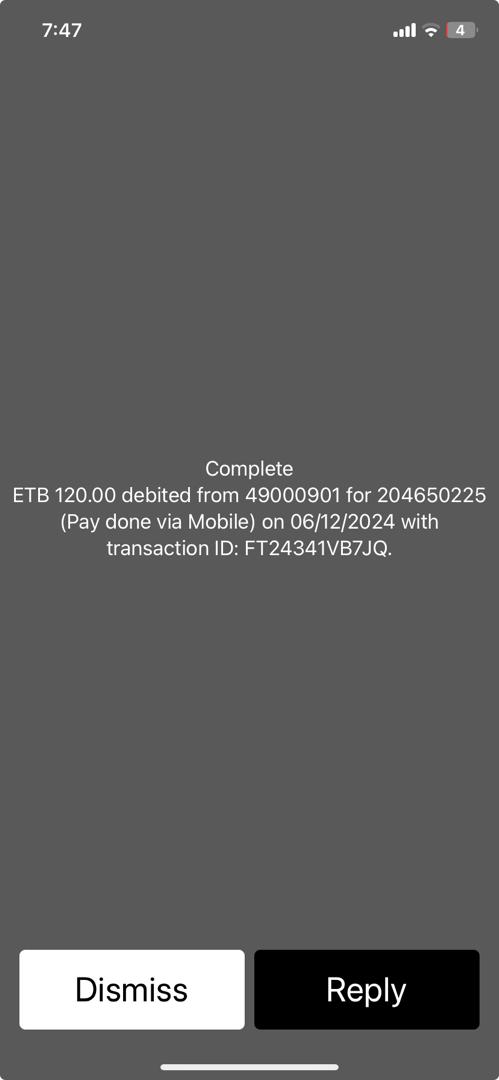 7:47
4
Complete
ETB 120.00 debited from 49000901 for 204650225
(Pay done via Mobile) on 06/12/2024 with
transaction ID: FT24341VB7JQ.
Dismiss
Reply